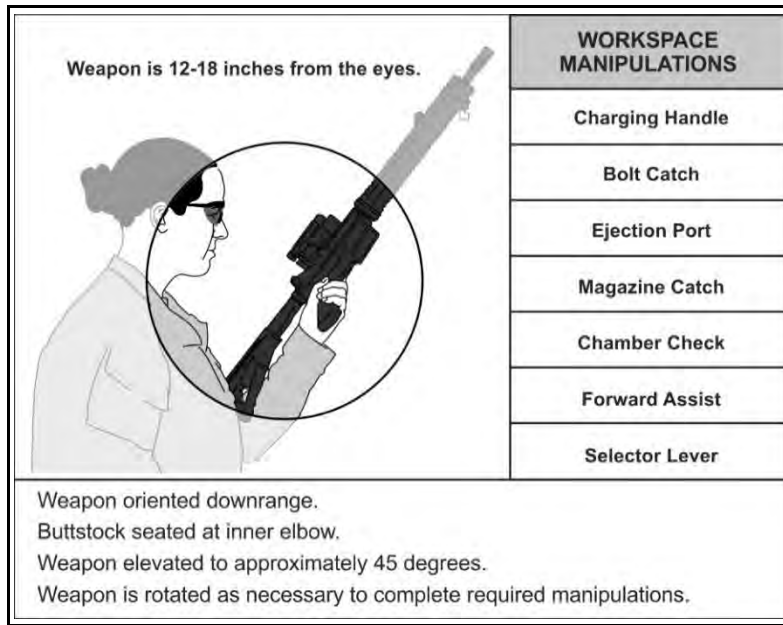 Weapon is 12-18 inches from the eyes.
WORKSPACE
MANIPULATIONS
Charging Handle
Bolt Catch
Ejection Port
Magazine Catch
Chamber Check
Forward Assist
Selector Lever
Weapon oriented downrange.
Buttstock seated at inner elbow.
Weapon elevated to approximately 45 degrees.
Weapon is rotated as necessary to complete required manipulations.